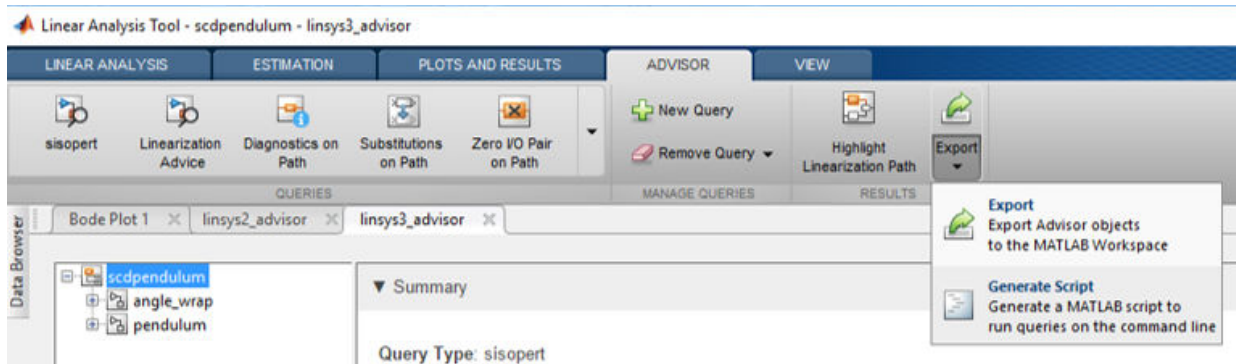 Linear Analysis Tool - scdpendulum - linsys3_advisor
LINEAR ANALYSIS ESTIMATION PLOTS AND RESULTS ADVISOR VIEW
sisopert
Linearization Advice
Diagnostics on Path
Substitutions on Path
Zero I/O Pair on Path
New Query
Remove Query
Highlight Linearization Path
Export
QUERIES MANAGE QUERIES RESULTS
Export
Export Advisor objects
to the MATLAB Workspace
Generate Script
Generate a MATLAB script to
run queries on the command line
Data Browser
Bode Plot 1 linsys2_advisor linsys3_advisor
scdpendulum
angle_wrap
pendulum
Summary
Query Type: sisopert